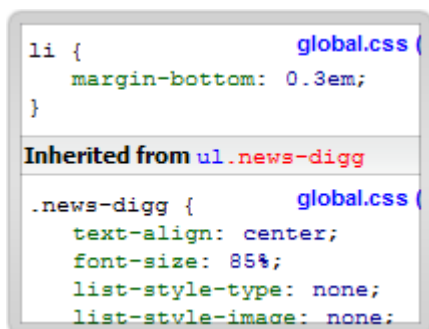 li { global.css (
margin-bottom: 0.3em;
}
Inherited from ul.news-digg
.news-digg { global.css (
text-align: center;
font-size: 85%;
list-style-type: none;
list-style-image: none;